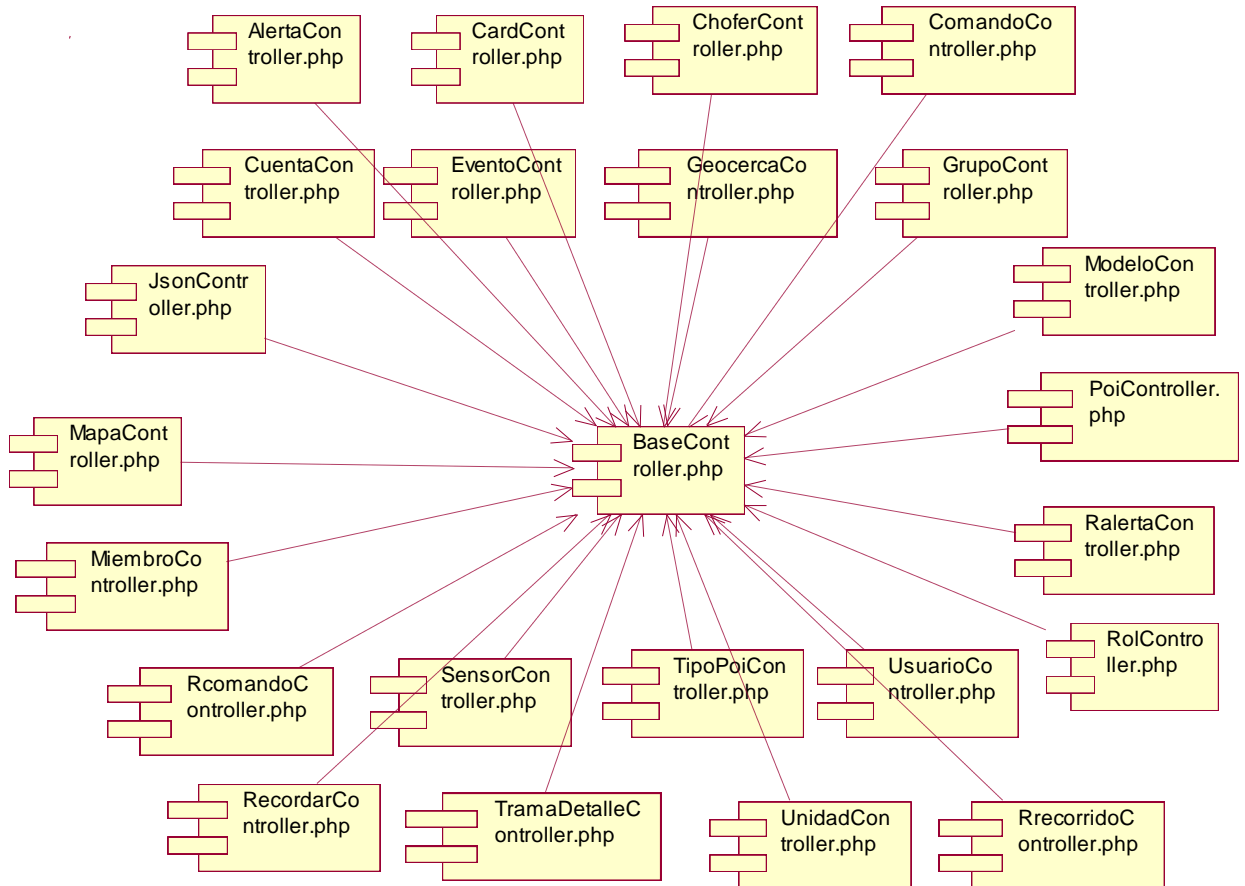 AlertaCon
troller.php
CardCont
roller.php
ChoferCont
roller.php
ComandoCo
ntroller.php
CuentaCon
troller.php
EventoCont
roller.php
GeocercaCo
ntroller.php
GrupoCont
roller.php
JsonContr
oller.php
ModeloCon
troller.php
PoiController.
php
MapaCont
roller.php
BaseCont
roller.php
RalertaCon
troller.php
MiembroCo
ntroller.php
RolContro
ller.php
RcomandoC
ontroller.php
SensorCon
troller.php
TipoPoiCon
troller.php
UsuarioCo
ntroller.php
RecordarCo
ntroller.php
TramaDetalleC
ontroller.php
UnidadCon
troller.php
RrecorridoC
ontroller.php